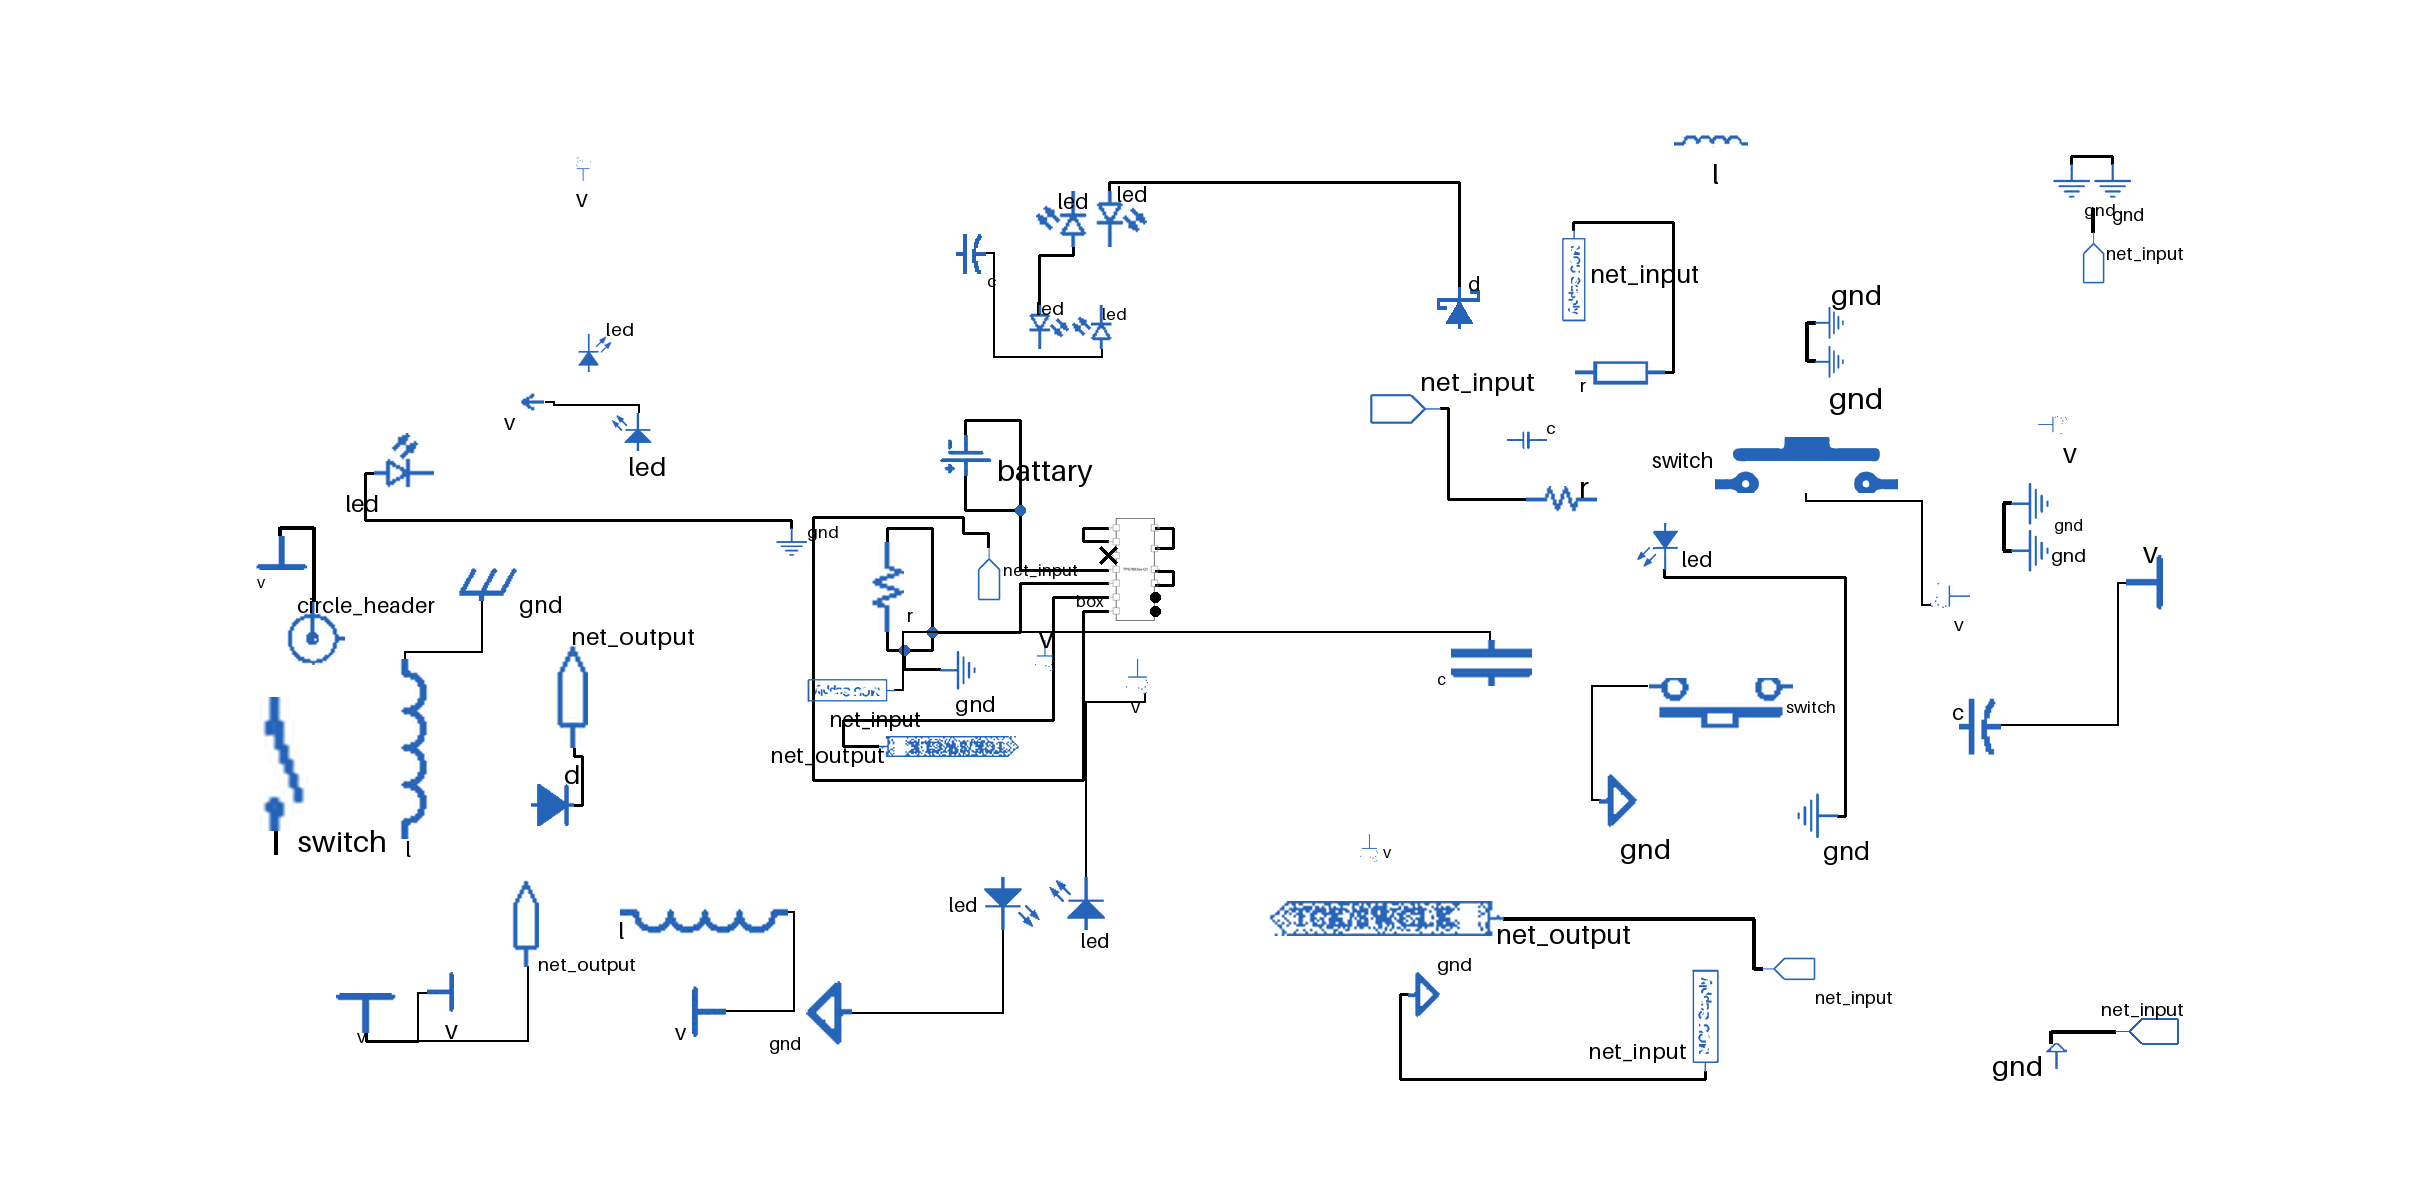 l
v
led
led
gnd
gnd
c
net_input
led
led
net_input
d
gnd
led
v
net_input
gnd
r
c
led
battary
switch
v
led
r
gnd
gnd
led
gnd
v
net_input
v
circle_header
gnd
box
r
v
net_output
v
gnd
c
v
switch
c
net_input
net_output
d
switch
l
gnd
gnd
v
led
l
net_output
led
net_output
gnd
net_input
v
v
v
gnd
MCU Supply
net_input
net_input
gnd